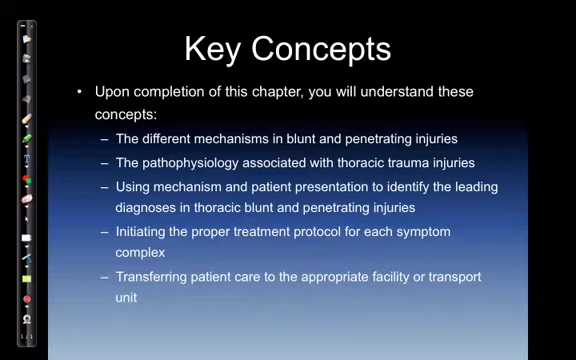 Key Concepts
• Upon completion of this chapter, you will understand these
concepts:
– The different mechanisms in blunt and penetrating injuries
– The pathophysiology associated with thoracic trauma injuries
– Using mechanism and patient presentation to identify the leading
diagnoses in thoracic blunt and penetrating injuries
– Initiating the proper treatment protocol for each symptom
complex
– Transferring patient care to the appropriate facility or transport
unit
T
Ω
1 / 1